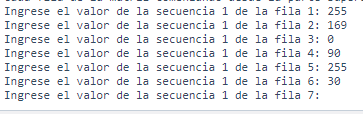 Ingrese el valor de la secuencia 1 de la fila 1: 255
Ingrese el valor de la secuencia 1 de la fila 2: 169
Ingrese el valor de la secuencia 1 de la fila 3: 0
Ingrese el valor de la secuencia 1 de la fila 4: 90
Ingrese el valor de la secuencia 1 de la fila 5: 255
Ingrese el valor de la secuencia 1 de la fila 6: 30
Ingrese el valor de la secuencia 1 de la fila 7: